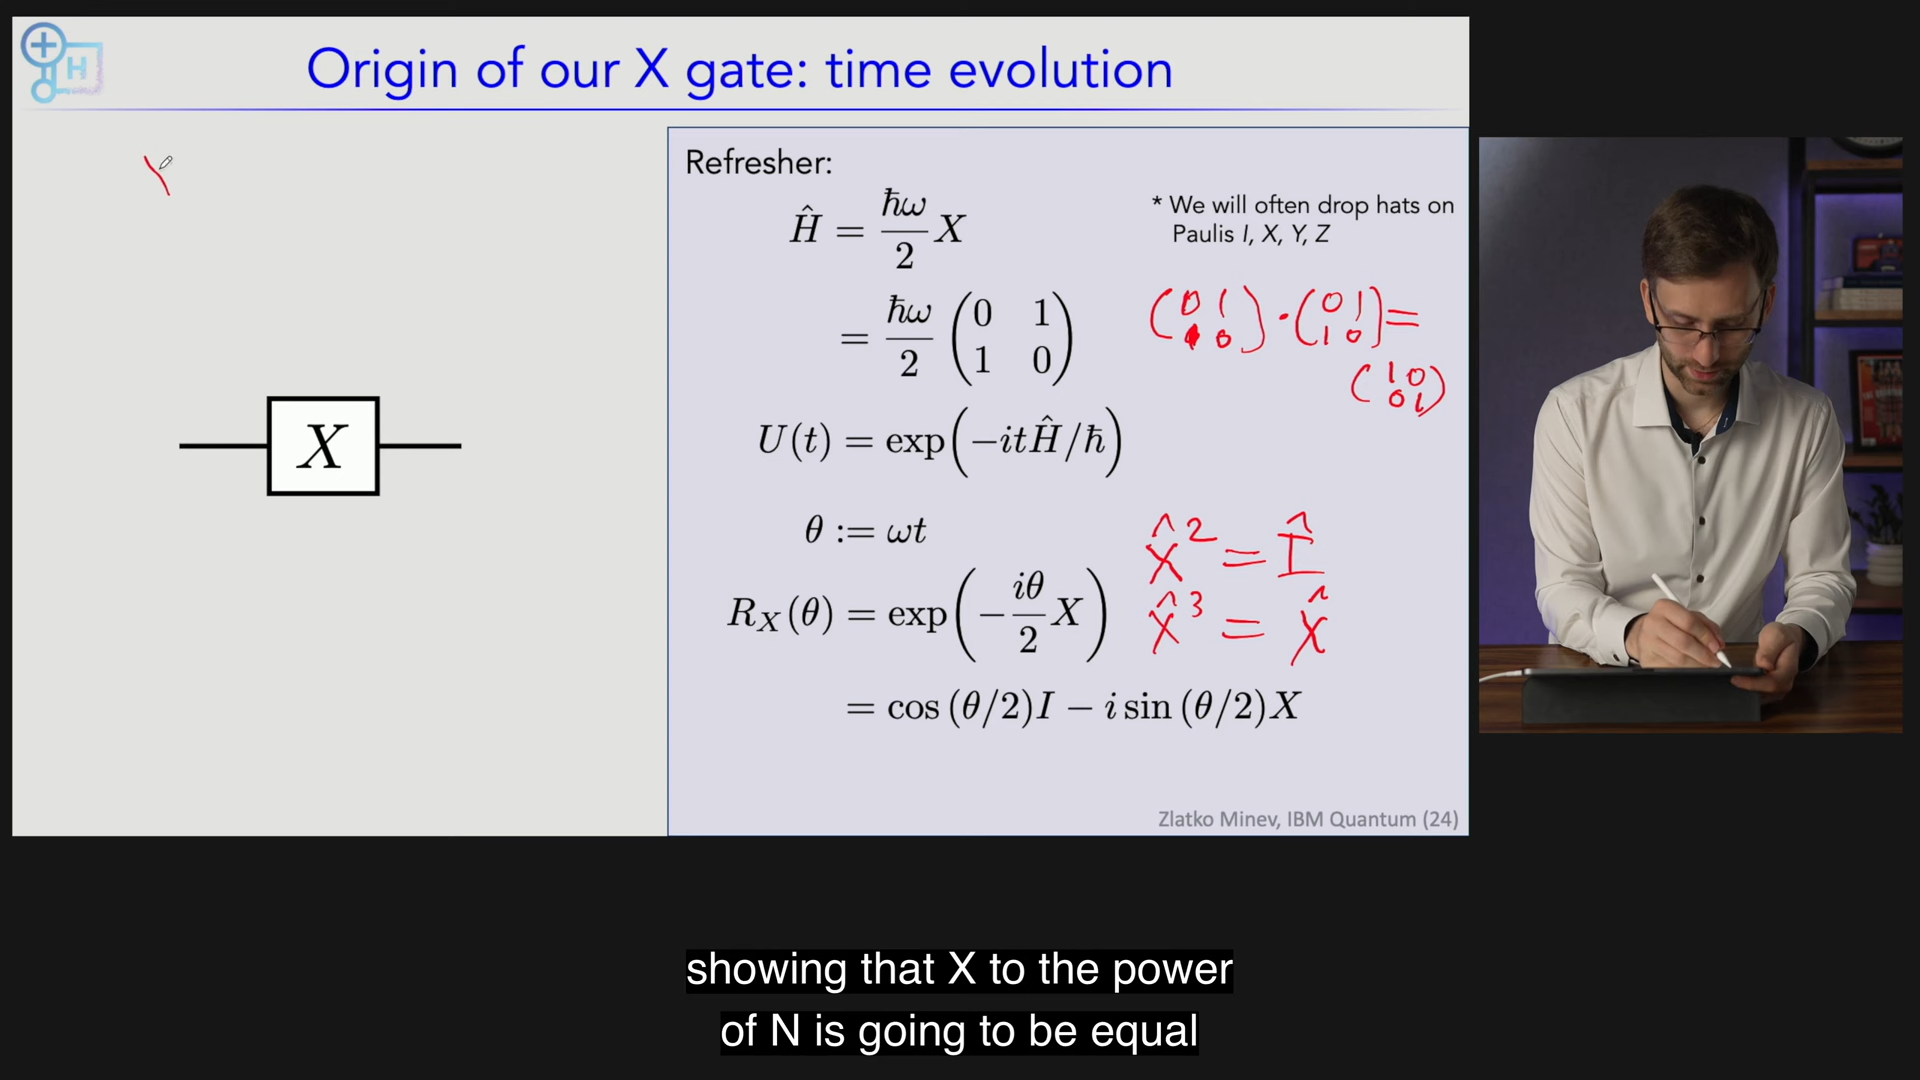 H
Origin of our X gate: time evolution
Refresher:
Ĥ = ħω/2 X
* We will often drop hats on
Paulis I, X, Y, Z
= ħω/2 (0 1
1 0)
(0 1
1 0) · (0 1
1 0) =
(1 0
0 1)
U(t) = exp(−itĤ/ħ)
X
θ := ωt
X̂² = Î
R_X(θ) = exp(−iθ/2 X)
X̂³ = X̂
= cos (θ/2)I − i sin (θ/2)X
Zlatko Minev, IBM Quantum (24)
showing that X to the power
of N is going to be equal